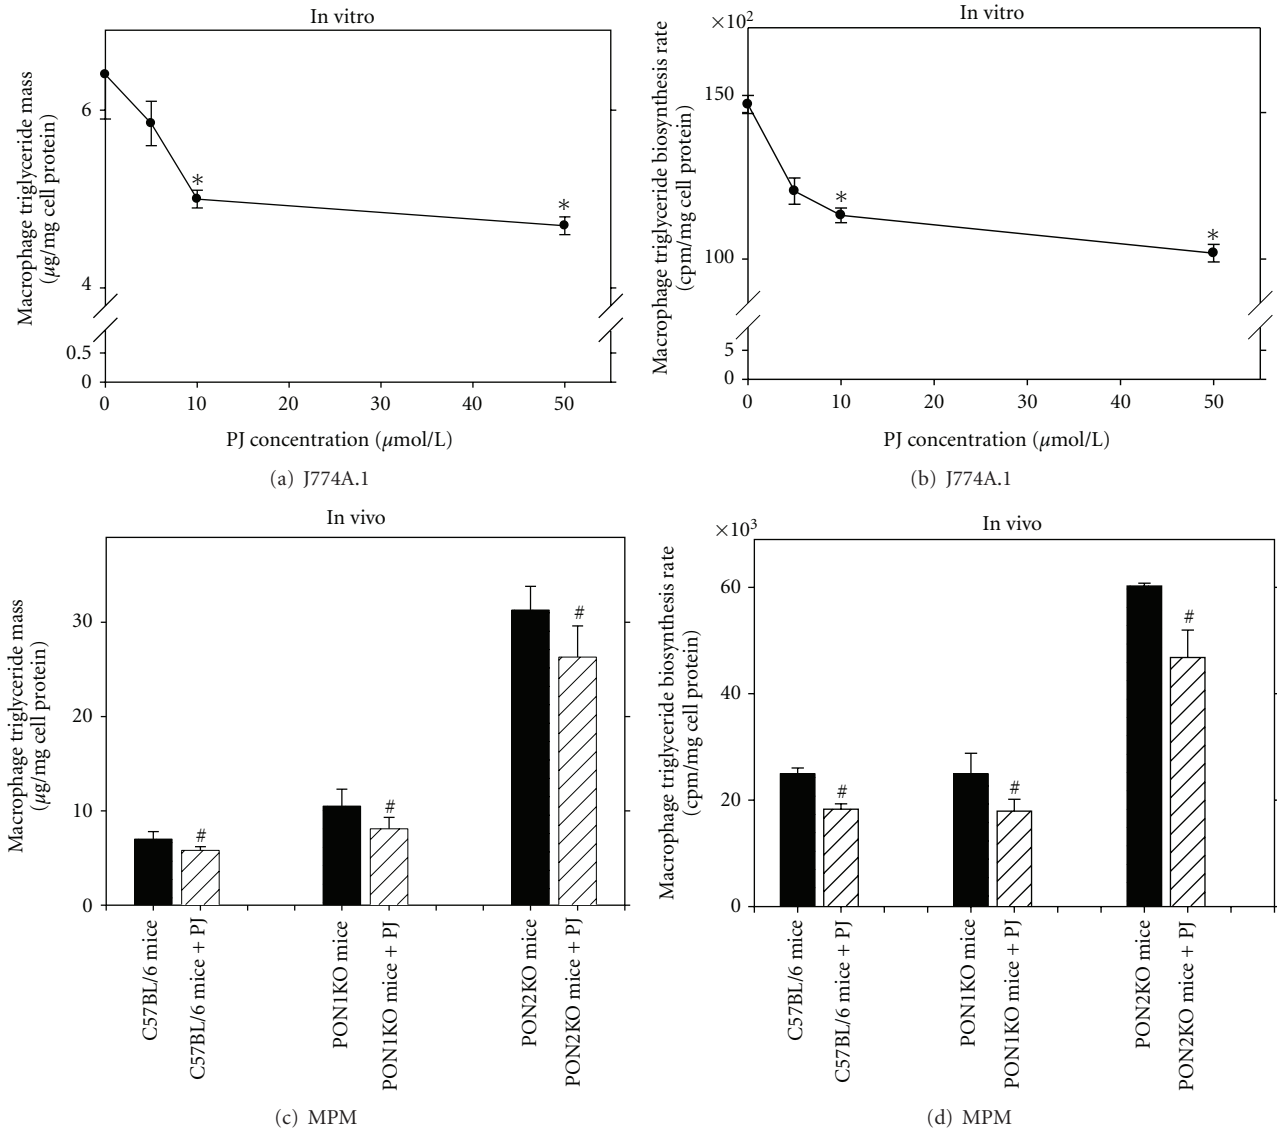 In vitro
Macrophage triglyceride mass
(μg/mg cell protein)
6
4
0.5
0
*
*
0 10 20 30 40 50
PJ concentration (μmol/L)
(a) J774A.1
In vitro
×10²
Macrophage triglyceride biosynthesis rate
(cpm/mg cell protein)
150
100
5
0
*
*
0 10 20 30 40 50
PJ concentration (μmol/L)
(b) J774A.1
In vivo
Macrophage triglyceride mass
(μg/mg cell protein)
30
20
10
0
#
#
#
C57BL/6 mice
C57BL/6 mice + PJ
PON1KO mice
PON1KO mice + PJ
PON2KO mice
PON2KO mice + PJ
(c) MPM
In vivo
×10³
Macrophage triglyceride biosynthesis rate
(cpm/mg cell protein)
60
40
20
0
#
#
#
C57BL/6 mice
C57BL/6 mice + PJ
PON1KO mice
PON1KO mice + PJ
PON2KO mice
PON2KO mice + PJ
(d) MPM